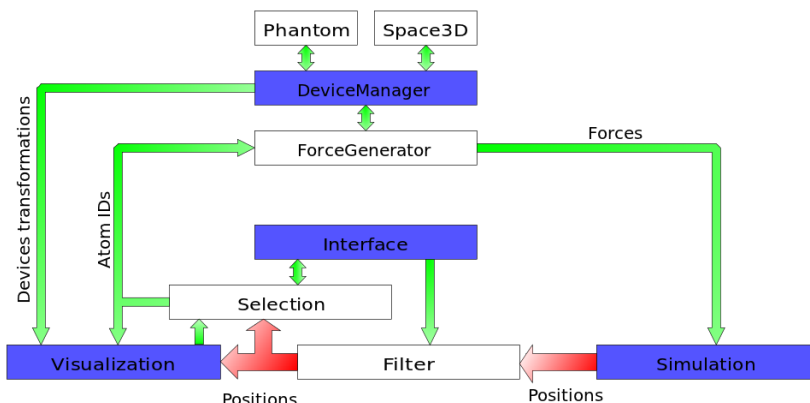 Phantom
Space3D
DeviceManager
ForceGenerator
Forces
Devices transformations
Atom IDs
Interface
Selection
Visualization
Filter
Simulation
Positions
Positions